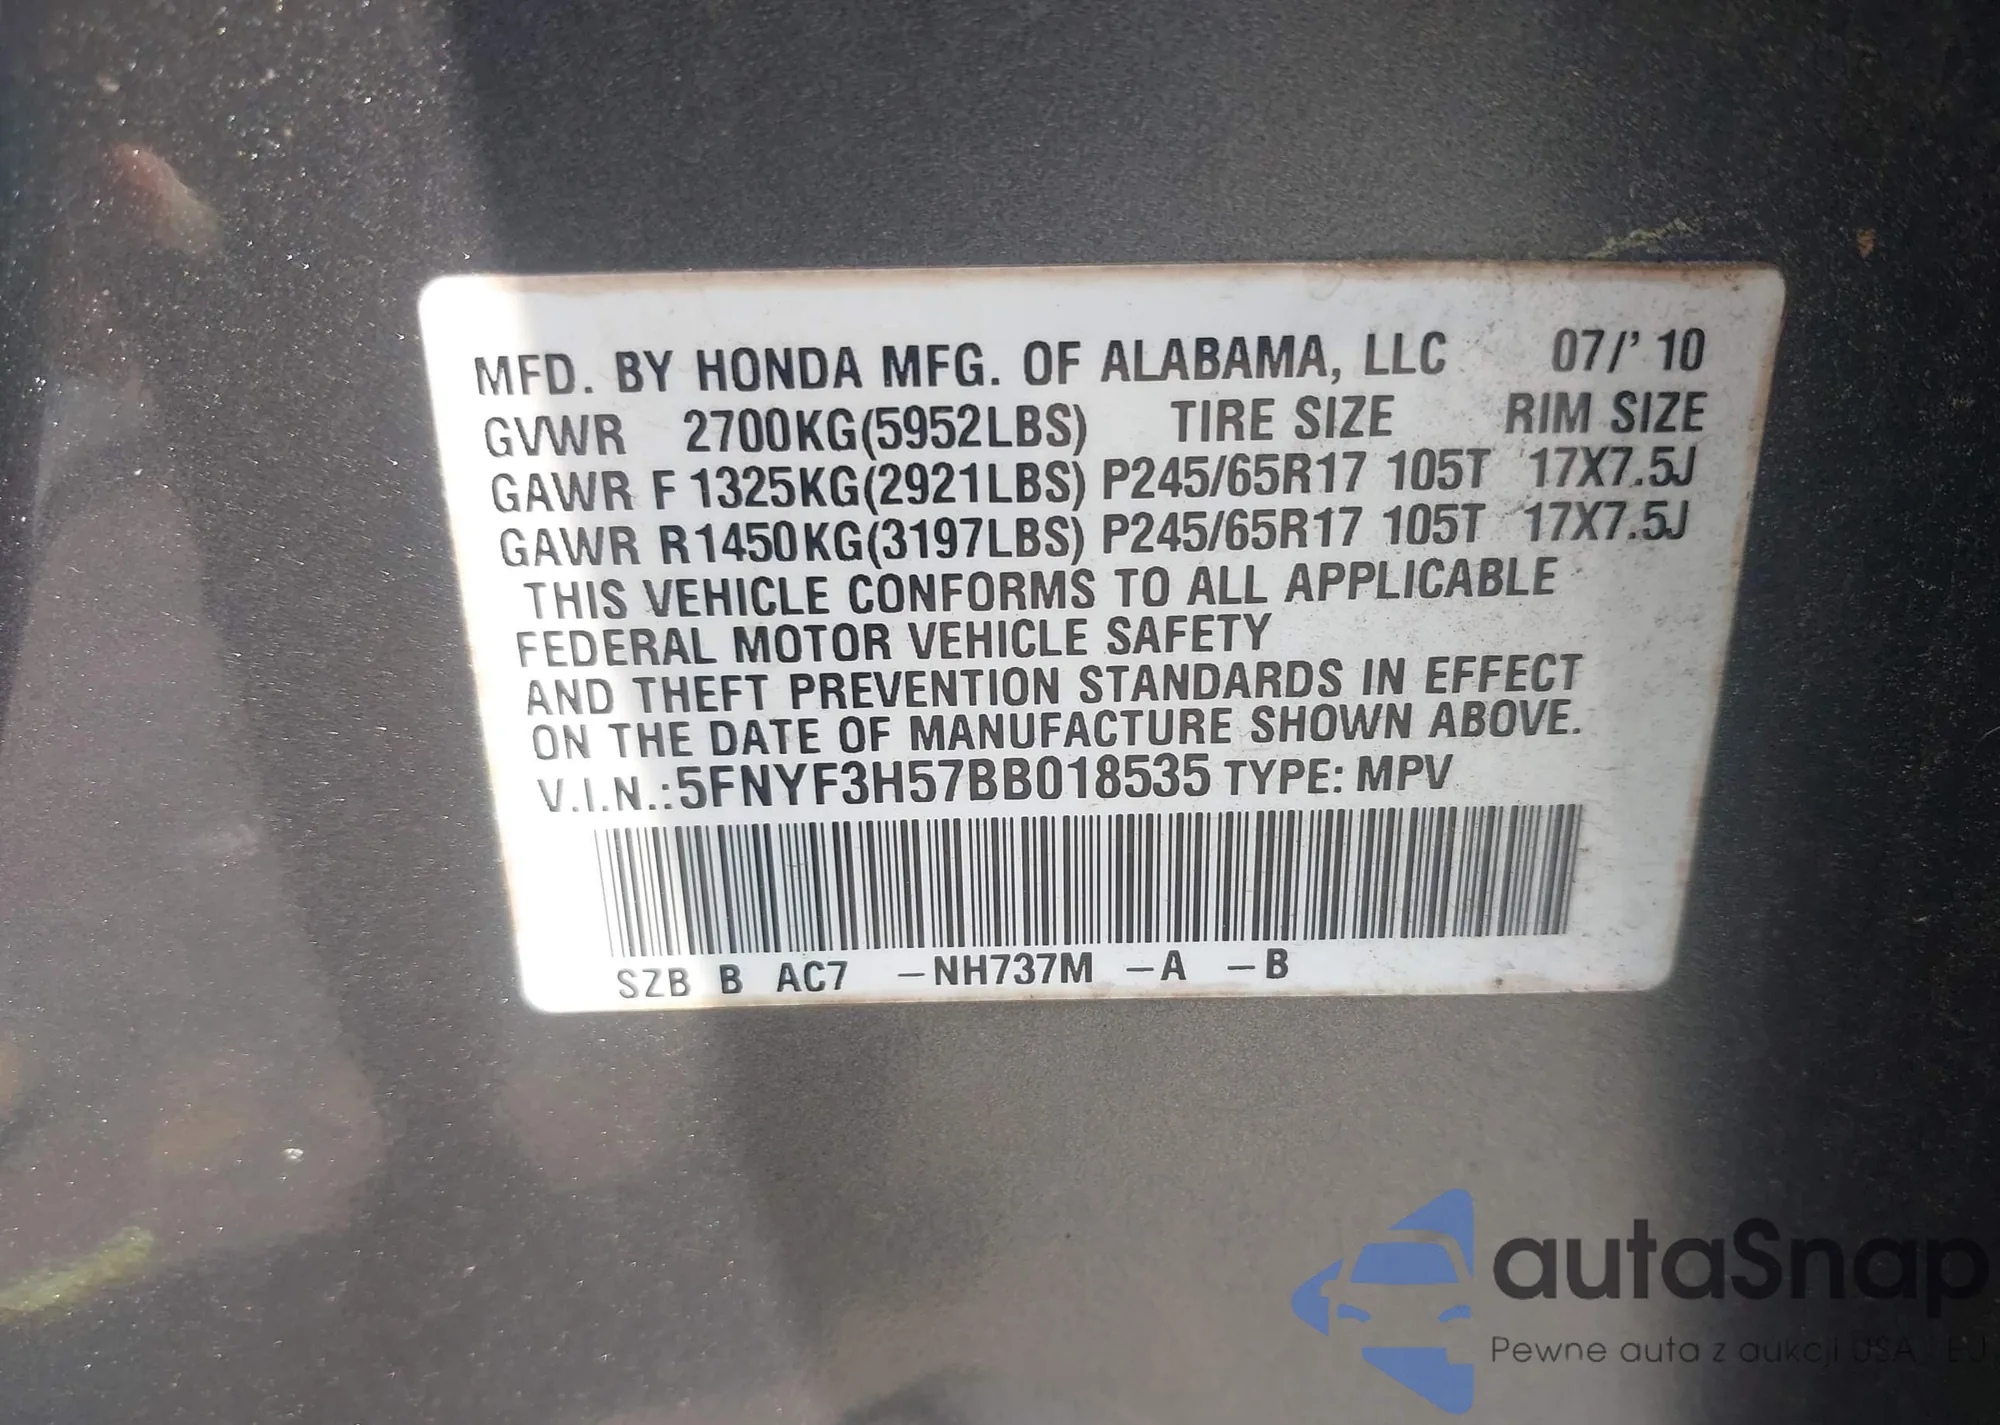 MFD. BY HONDA MFG. OF ALABAMA, LLC 07/' 10
GVWR 2700KG(5952LBS) TIRE SIZE RIM SIZE
GAWR F 1325KG(2921LBS) P245/65R17 105T 17X7.5J
GAWR R1450KG(3197LBS) P245/65R17 105T 17X7.5J
THIS VEHICLE CONFORMS TO ALL APPLICABLE
FEDERAL MOTOR VEHICLE SAFETY
AND THEFT PREVENTION STANDARDS IN EFFECT
ON THE DATE OF MANUFACTURE SHOWN ABOVE.
V.I.N.:5FNYF3H57BB018535 TYPE: MPV
SZB B AC7 –NH737M –A –B
autaSnap
Pewne auta z aukcji USA i EU